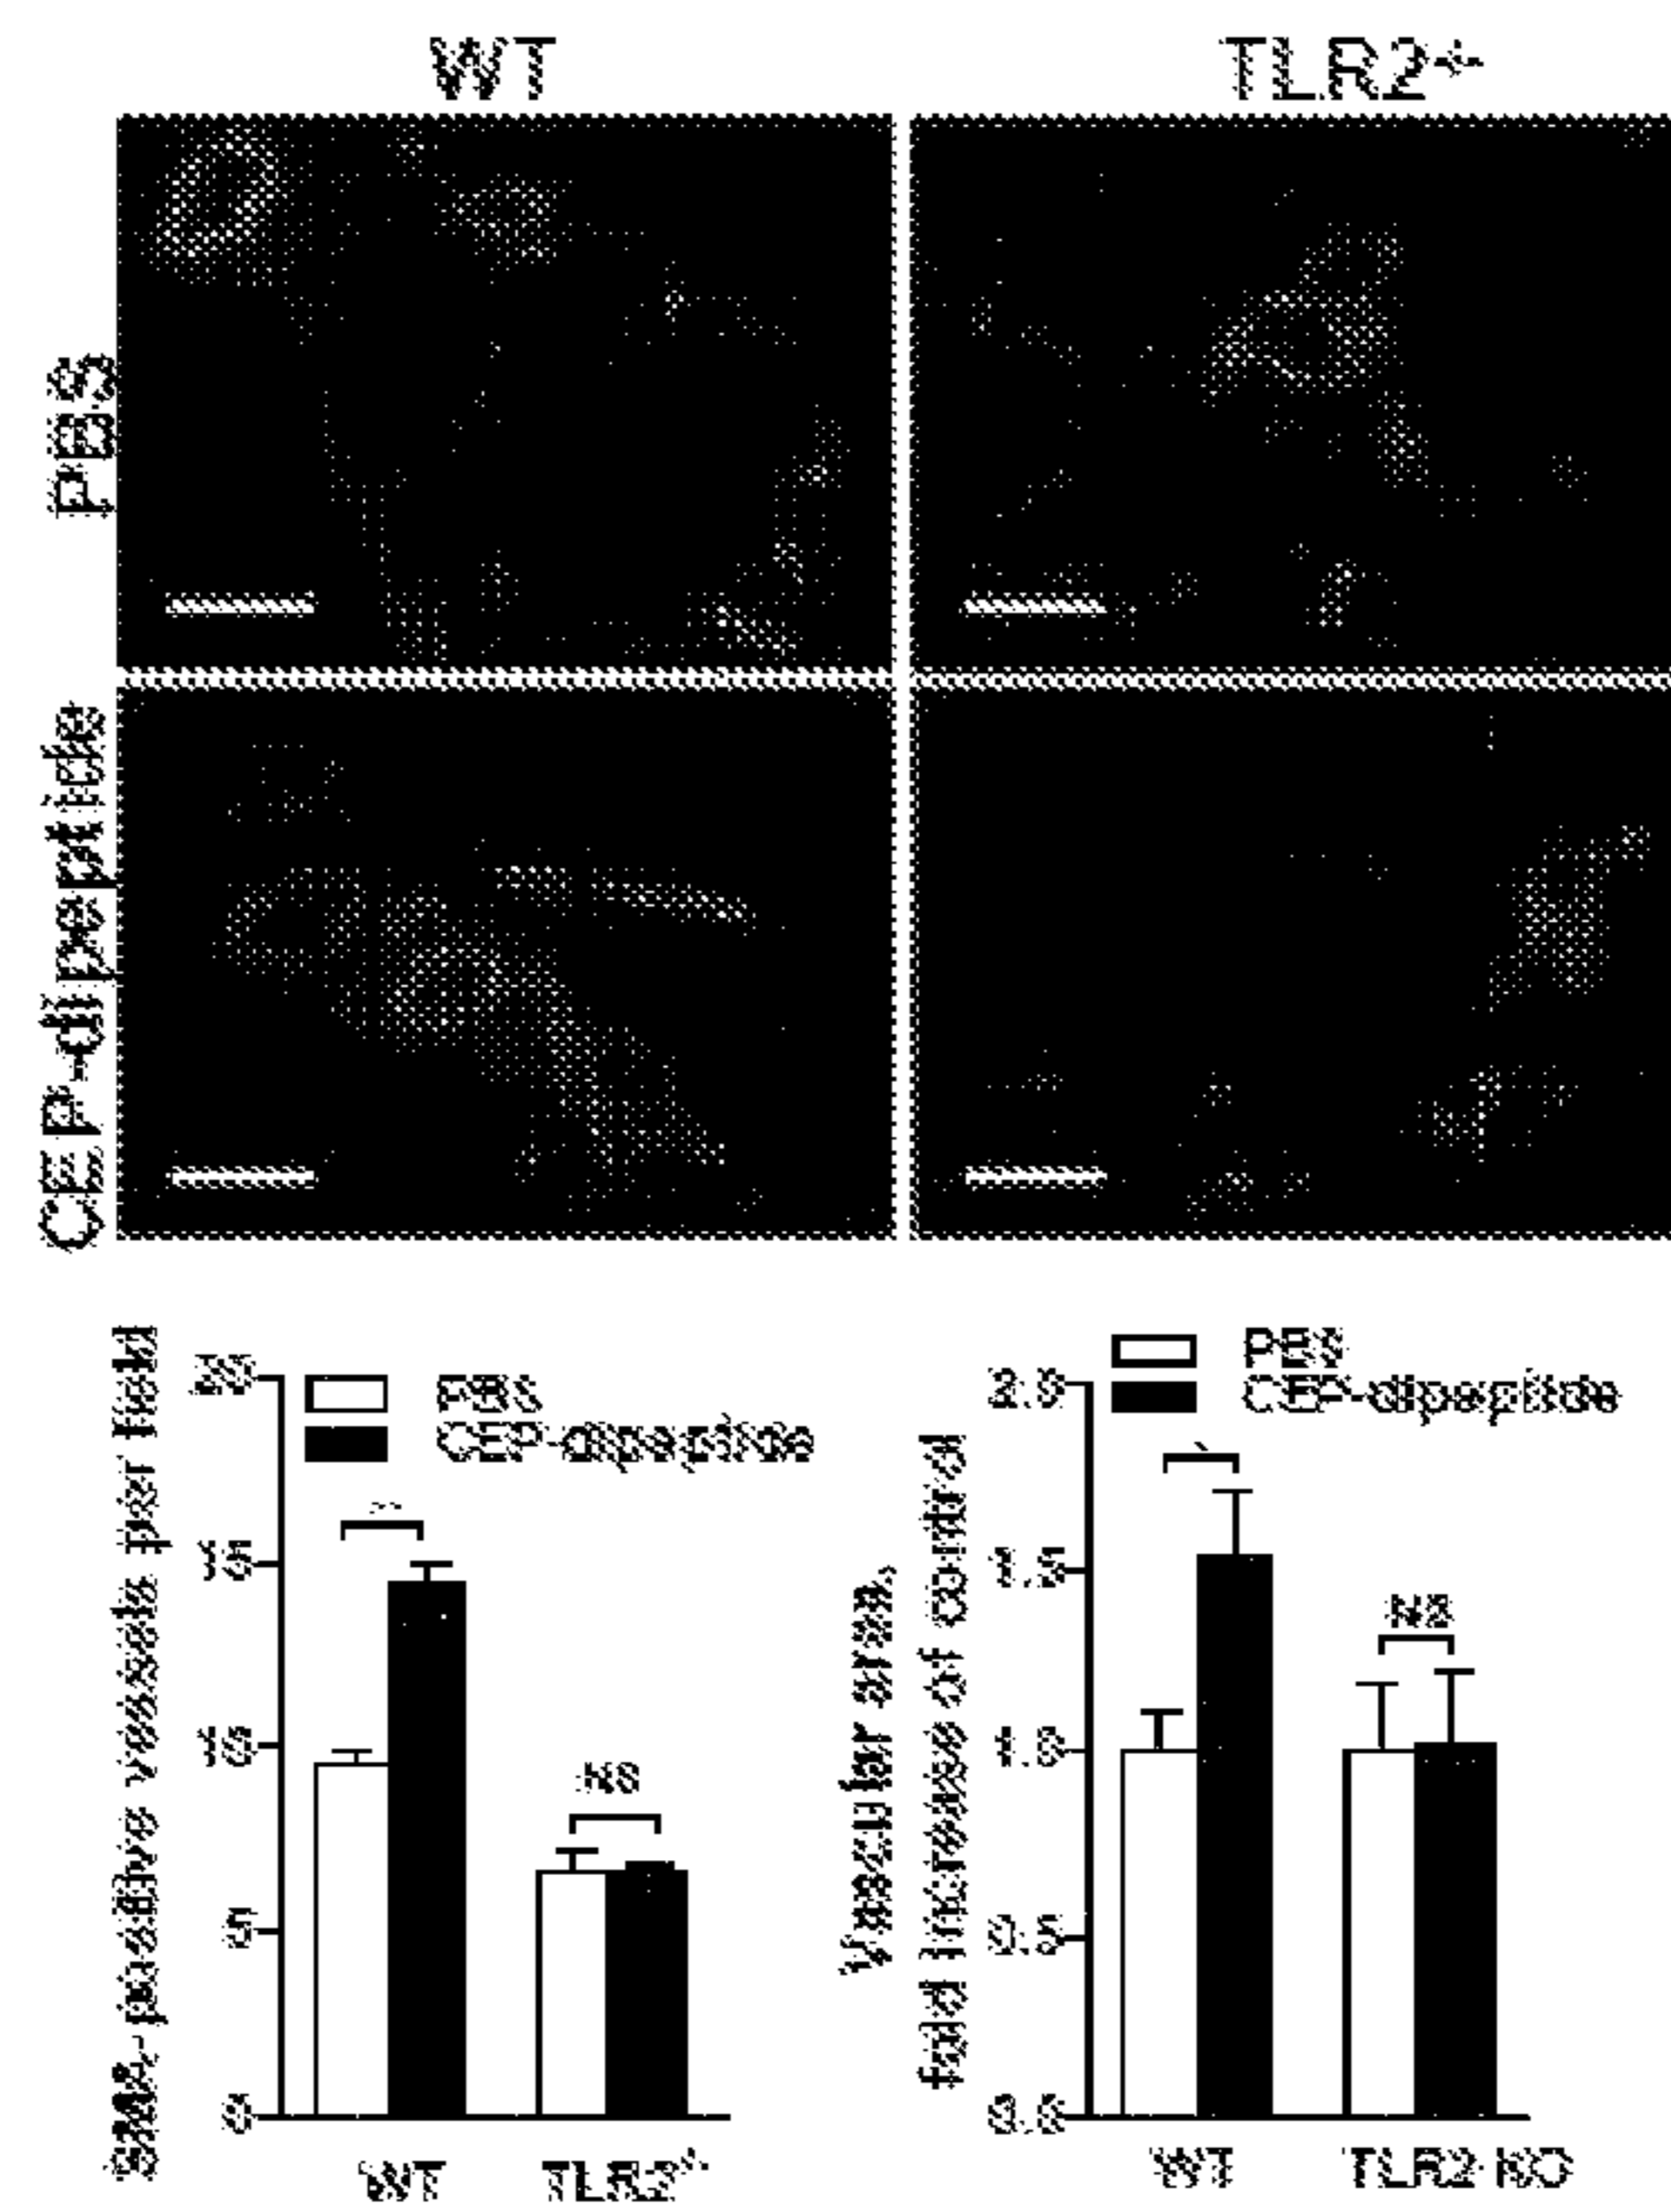 WT
TLR2-/-
PBS
CEP-dipeptide
positive vessels per field
20
15
10
5
0
PBS
CEP-dipeptide
NS
WT
TLR2-/-
Vascular area,
fold increase of control
2.0
1.5
1.0
0.5
0.0
PBS
CEP-dipeptide
NS
WT
TLR2 KO